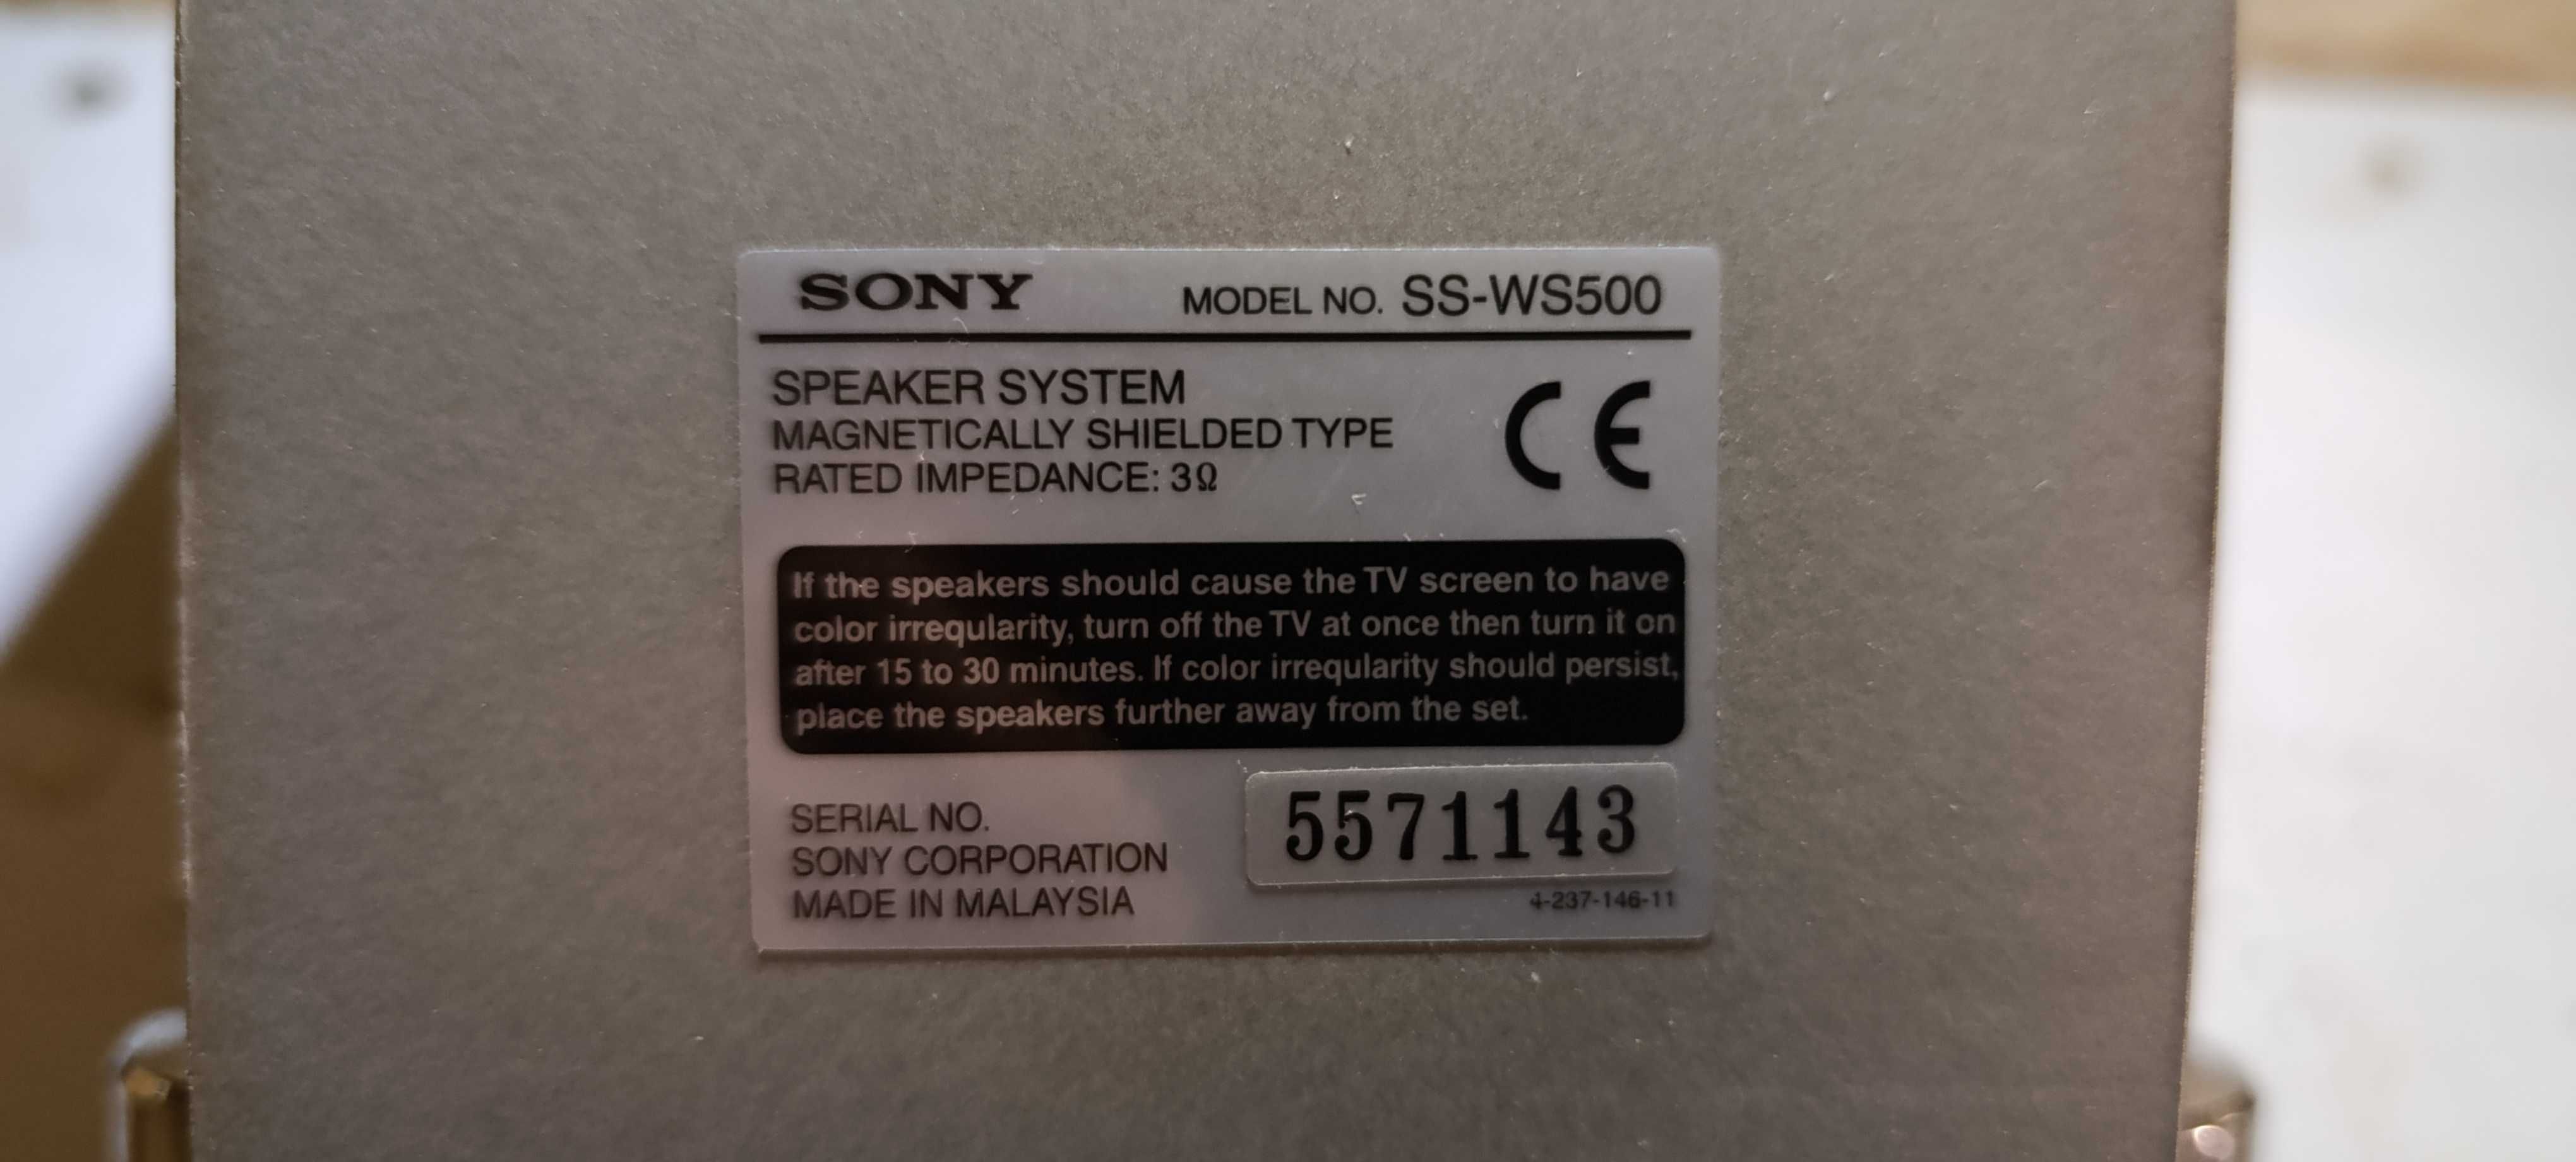 SONY MODEL NO. SS-WS500
SPEAKER SYSTEM
MAGNETICALLY SHIELDED TYPE
RATED IMPEDANCE: 3Ω
CE
If the speakers should cause the TV screen to have
color irreqularity, turn off the TV at once then turn it on
after 15 to 30 minutes. If color irreqularity should persist,
place the speakers further away from the set.
SERIAL NO. 5571143
SONY CORPORATION
MADE IN MALAYSIA
4-237-146-11